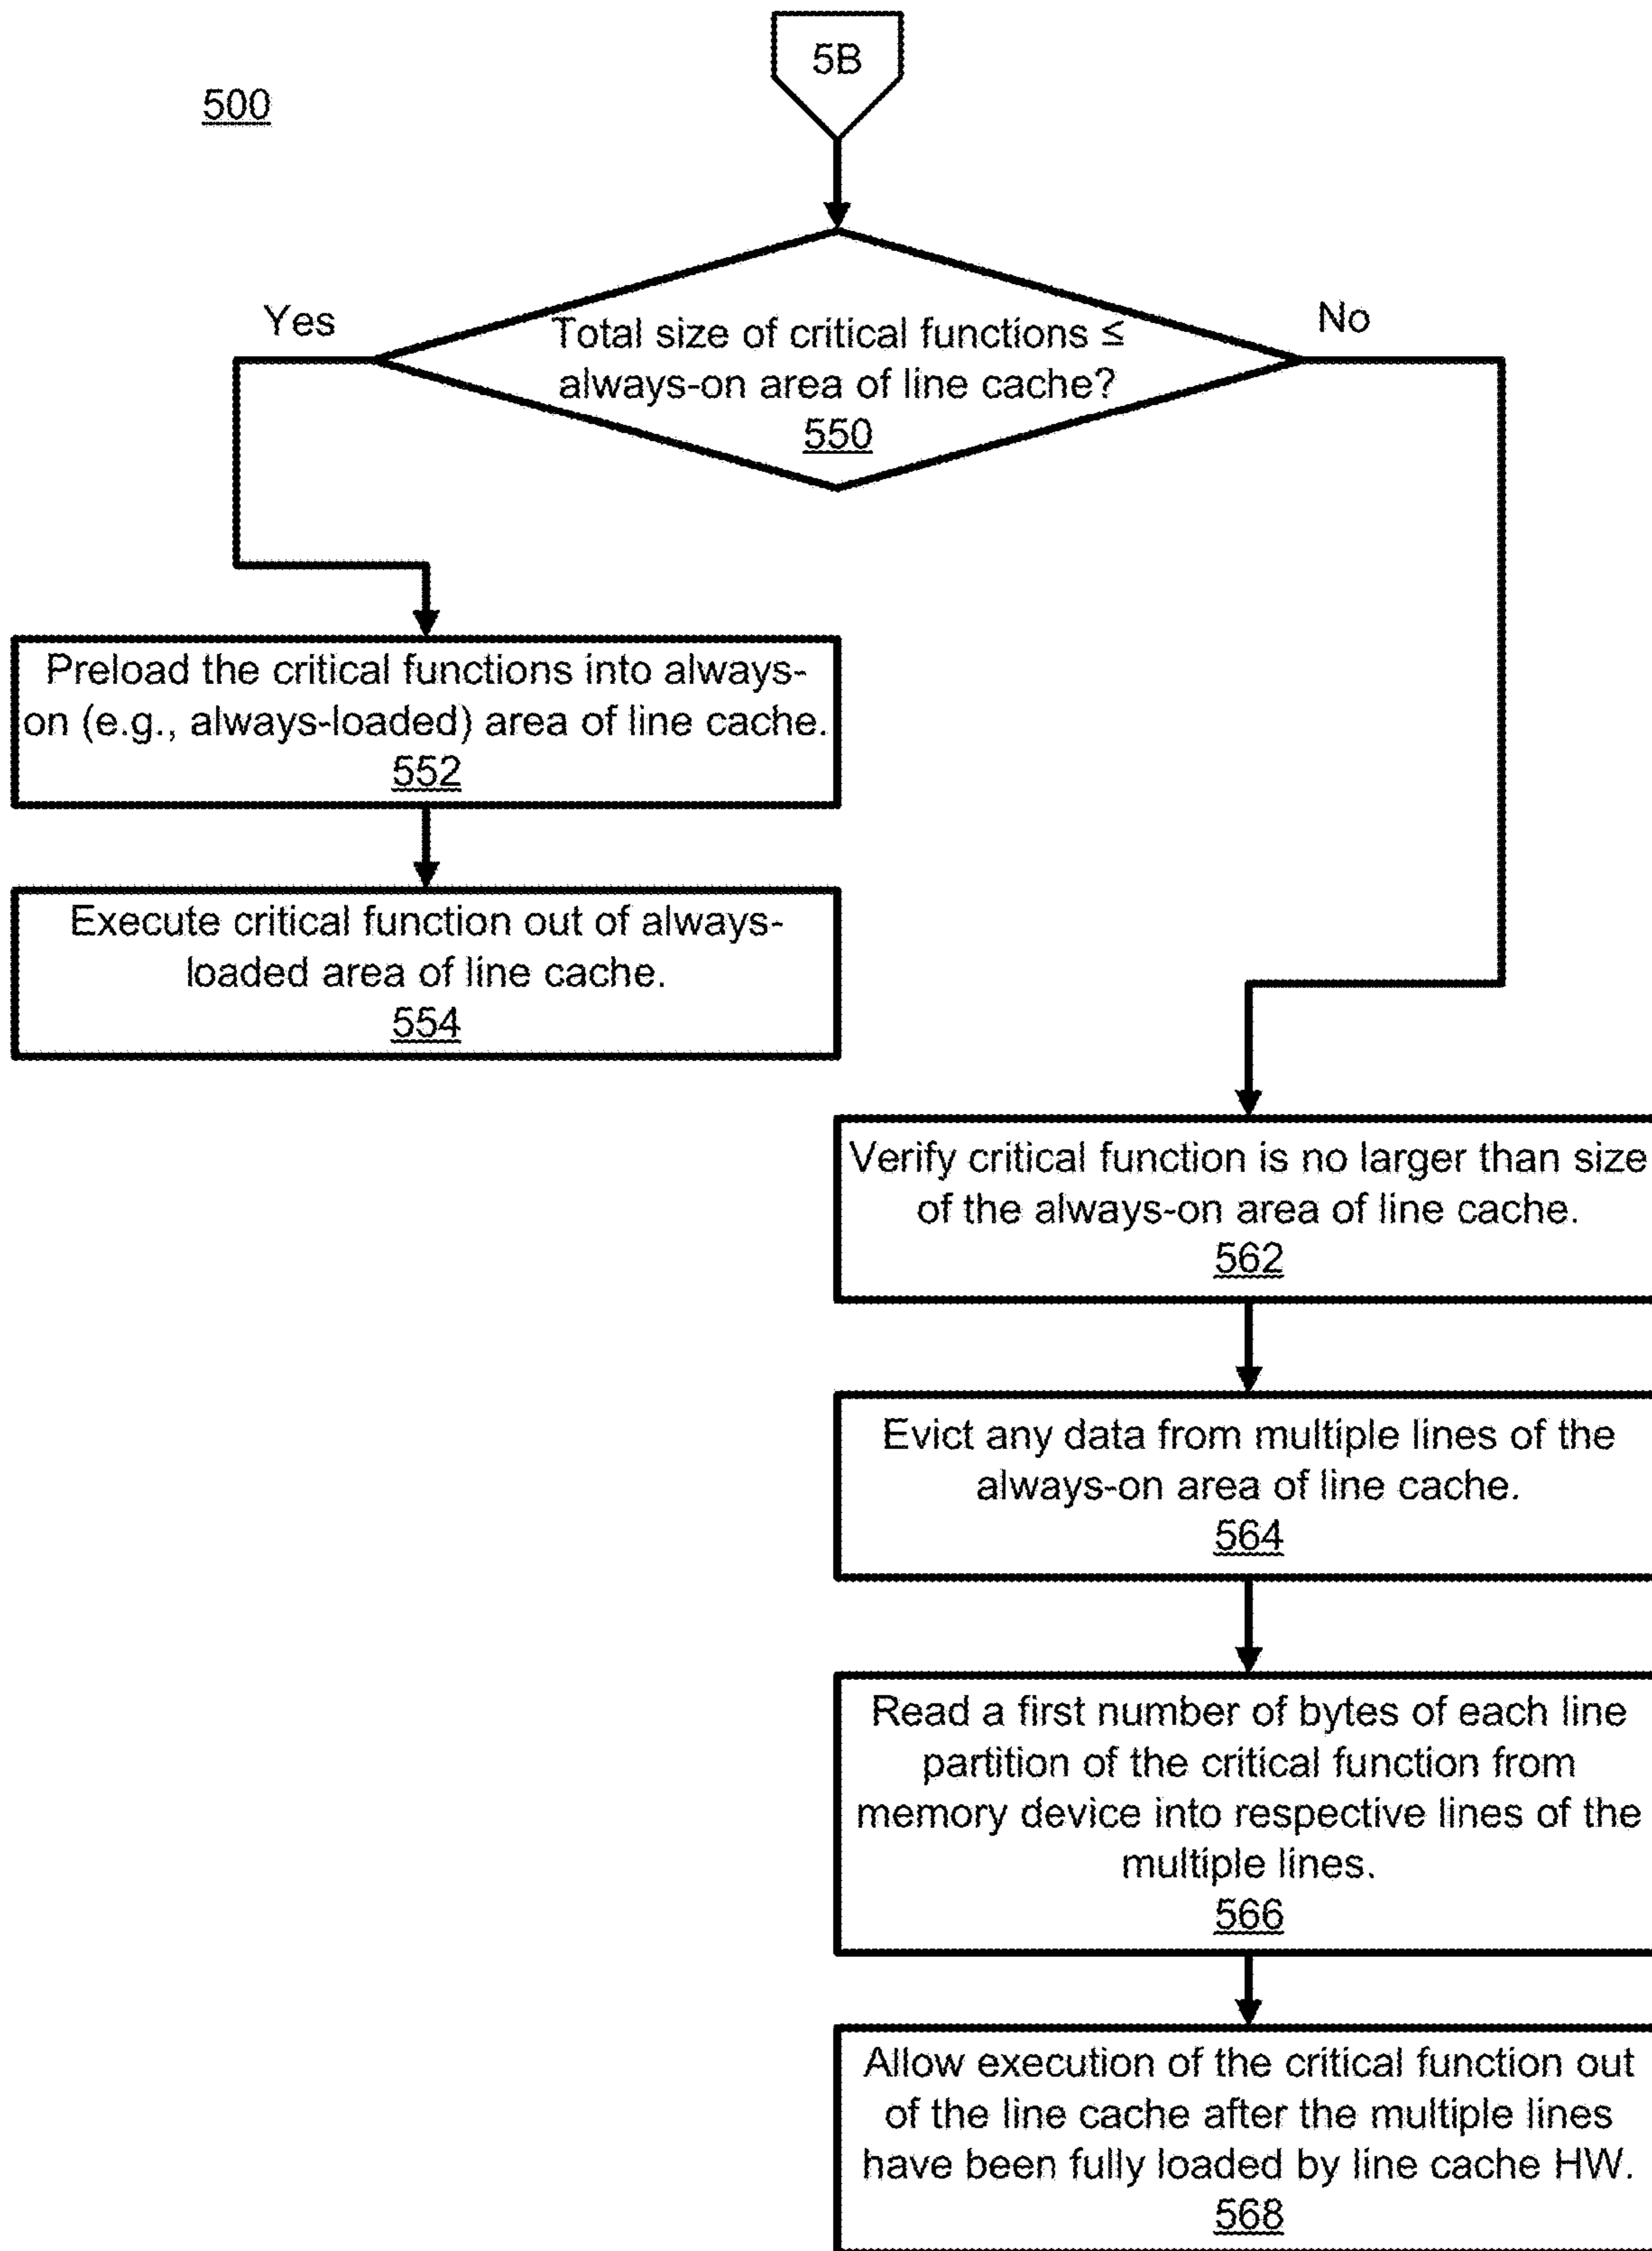 5B
500
Yes
No
Total size of critical functions ≤
always-on area of line cache?
550
Preload the critical functions into always-
on (e.g., always-loaded) area of line cache.
552
Execute critical function out of always-
loaded area of line cache.
554
Verify critical function is no larger than size
of the always-on area of line cache.
562
Evict any data from multiple lines of the
always-on area of line cache.
564
Read a first number of bytes of each line
partition of the critical function from
memory device into respective lines of the
multiple lines.
566
Allow execution of the critical function out
of the line cache after the multiple lines
have been fully loaded by line cache HW.
568